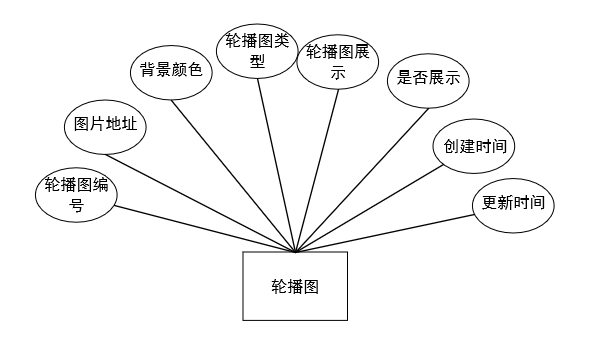 轮播图类
型
轮播图展
示
背景颜色
是否展示
图片地址
创建时间
轮播图编
号
更新时间
轮播图